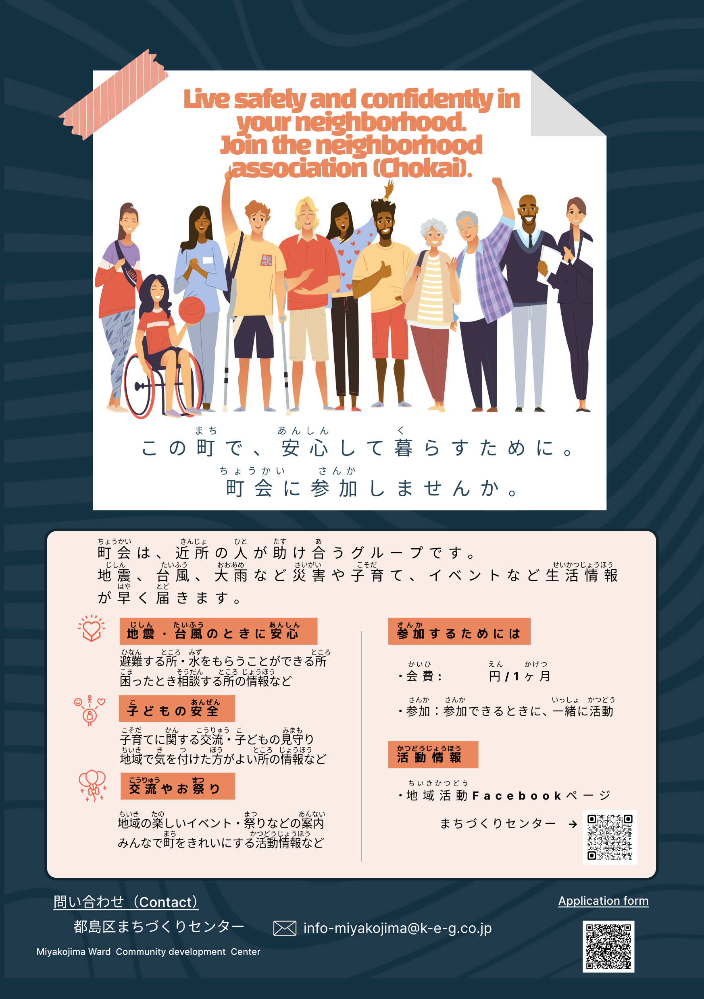 Live safely and confidently in
your neighborhood.
Join the neighborhood
association (Chokai).
UNI
まち あんしん く
この町で、安心して暮らすために。
ちょうかい さんか
町会に参加しませんか。
ちょうかい きんじょ ひと たす あ
町会は、近所の人が助け合うグループです。
じしん たいふう おおあめ さいがい こそだ せいかつじょうほう
地震、台風、大雨など災害や子育て、イベントなど生活情報
はや とど
が早く届きます。
じしん たいふう あんしん
地震・台風のときに安心
ひなん ところ みず ところ
避難する所・水をもらうことができる所
こま そうだん ところ じょうほう
困ったとき相談する所の情報など
こ あんぜん
子どもの安全
こそだ かん こうりゅう こ みまも
子育てに関する交流・子どもの見守り
ちいき き つ ほう ところ じょうほう
地域で気を付けた方がよい所の情報など
こうりゅう まつ
交流やお祭り
ちいき たの まつ あんない
地域の楽しいイベント・祭りなどの案内
まち かつどうじょうほう
みんなで町をきれいにする活動情報など
さんか
参加するためには
かいひ えん かげつ
・会費: 円/1ヶ月
さんか さんか いっしょ かつどう
・参加：参加できるときに、一緒に活動
かつどうじょうほう
活動情報
ちいきかつどう
・地域活動Facebookページ
まちづくりセンター →
問い合わせ（Contact）
都島区まちづくりセンター
info-miyakojima@k-e-g.co.jp
Miyakojima Ward Community development Center
Application form